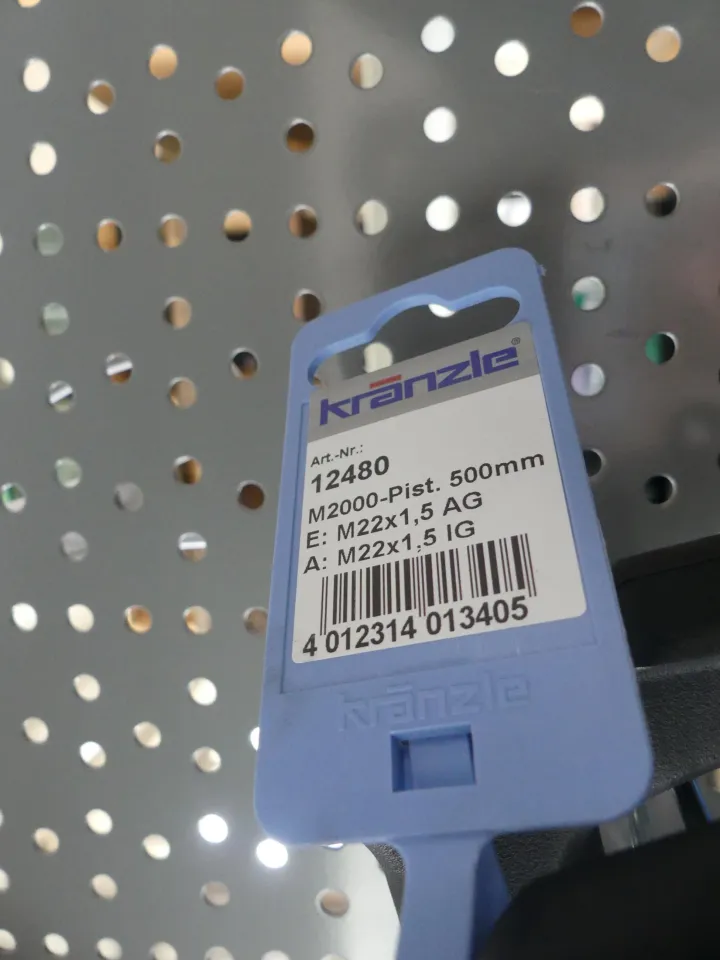 kränzle®
Art.-Nr.:
12480
M2000-Pist. 500mm
E: M22x1,5 AG
A: M22x1,5 IG
4 012314 013405
kränzle